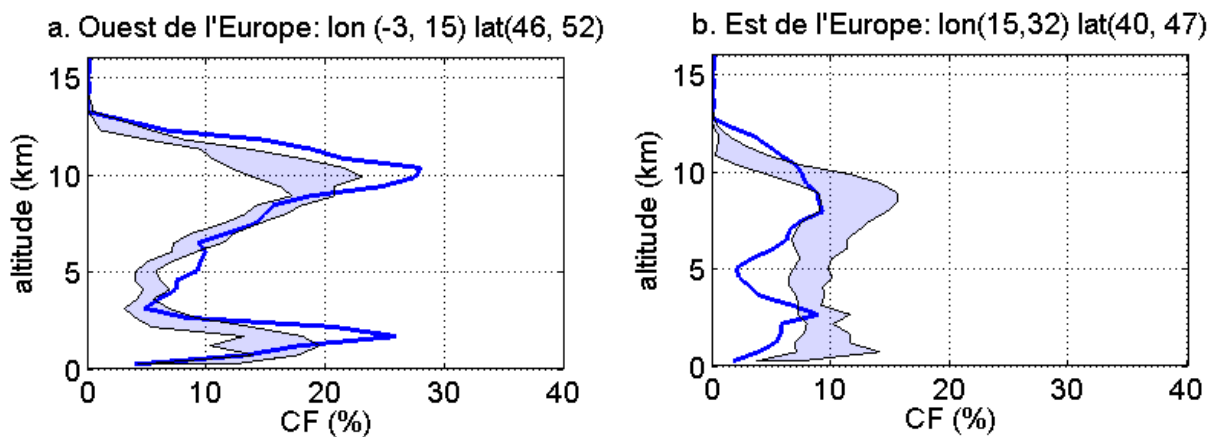 a. Ouest de l'Europe: lon (-3, 15) lat(46, 52)
altitude (km)
15
10
5
0
0 10 20 30 40
CF (%)
b. Est de l'Europe: lon(15,32) lat(40, 47)
altitude (km)
15
10
5
0
0 10 20 30 40
CF (%)